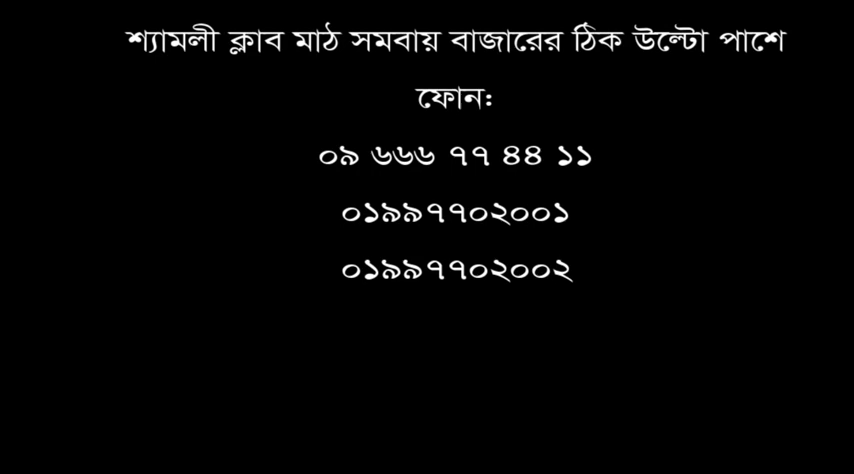 শ্যামলী ক্লাব মাঠ সমবায় বাজারের ঠিক উল্টো পাশে
ফোন:
০৯ ৬৬৬ ৭৭ ৪৪ ১১
০১৯৯৭৭০২০০১
০১৯৯৭৭০২০০২